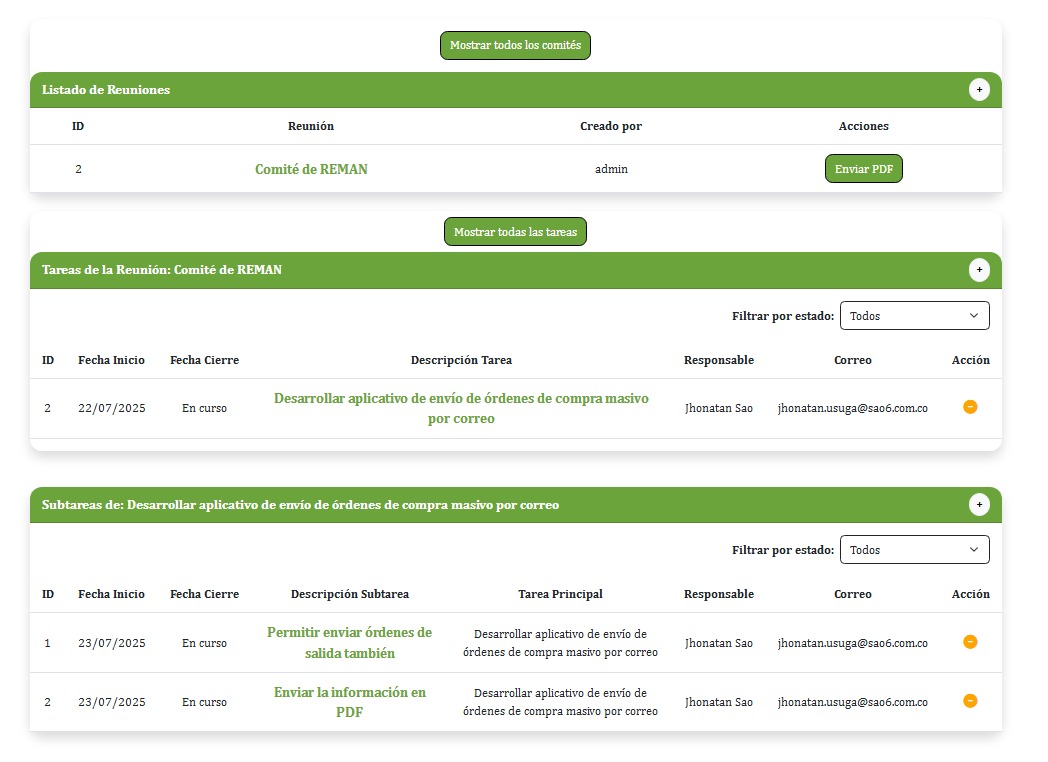 Mostrar todos los comités
Listado de Reuniones +
ID Reunión Creado por Acciones
2 Comité de REMAN admin Enviar PDF
Mostrar todas las tareas
Tareas de la Reunión: Comité de REMAN +
Filtrar por estado: Todos
ID Fecha Inicio Fecha Cierre Descripción Tarea Responsable Correo Acción
2 22/07/2025 En curso Desarrollar aplicativo de envío de órdenes de compra masivo Jhonatan Sao jhonatan.usuga@sao6.com.co
por correo
Subtareas de: Desarrollar aplicativo de envío de órdenes de compra masivo por correo +
Filtrar por estado: Todos
ID Fecha Inicio Fecha Cierre Descripción Subtarea Tarea Principal Responsable Correo Acción
1 23/07/2025 En curso Permitir enviar órdenes de Desarrollar aplicativo de envío de Jhonatan Sao jhonatan.usuga@sao6.com.co
salida también órdenes de compra masivo por correo
2 23/07/2025 En curso Enviar la información en Desarrollar aplicativo de envío de Jhonatan Sao jhonatan.usuga@sao6.com.co
PDF órdenes de compra masivo por correo